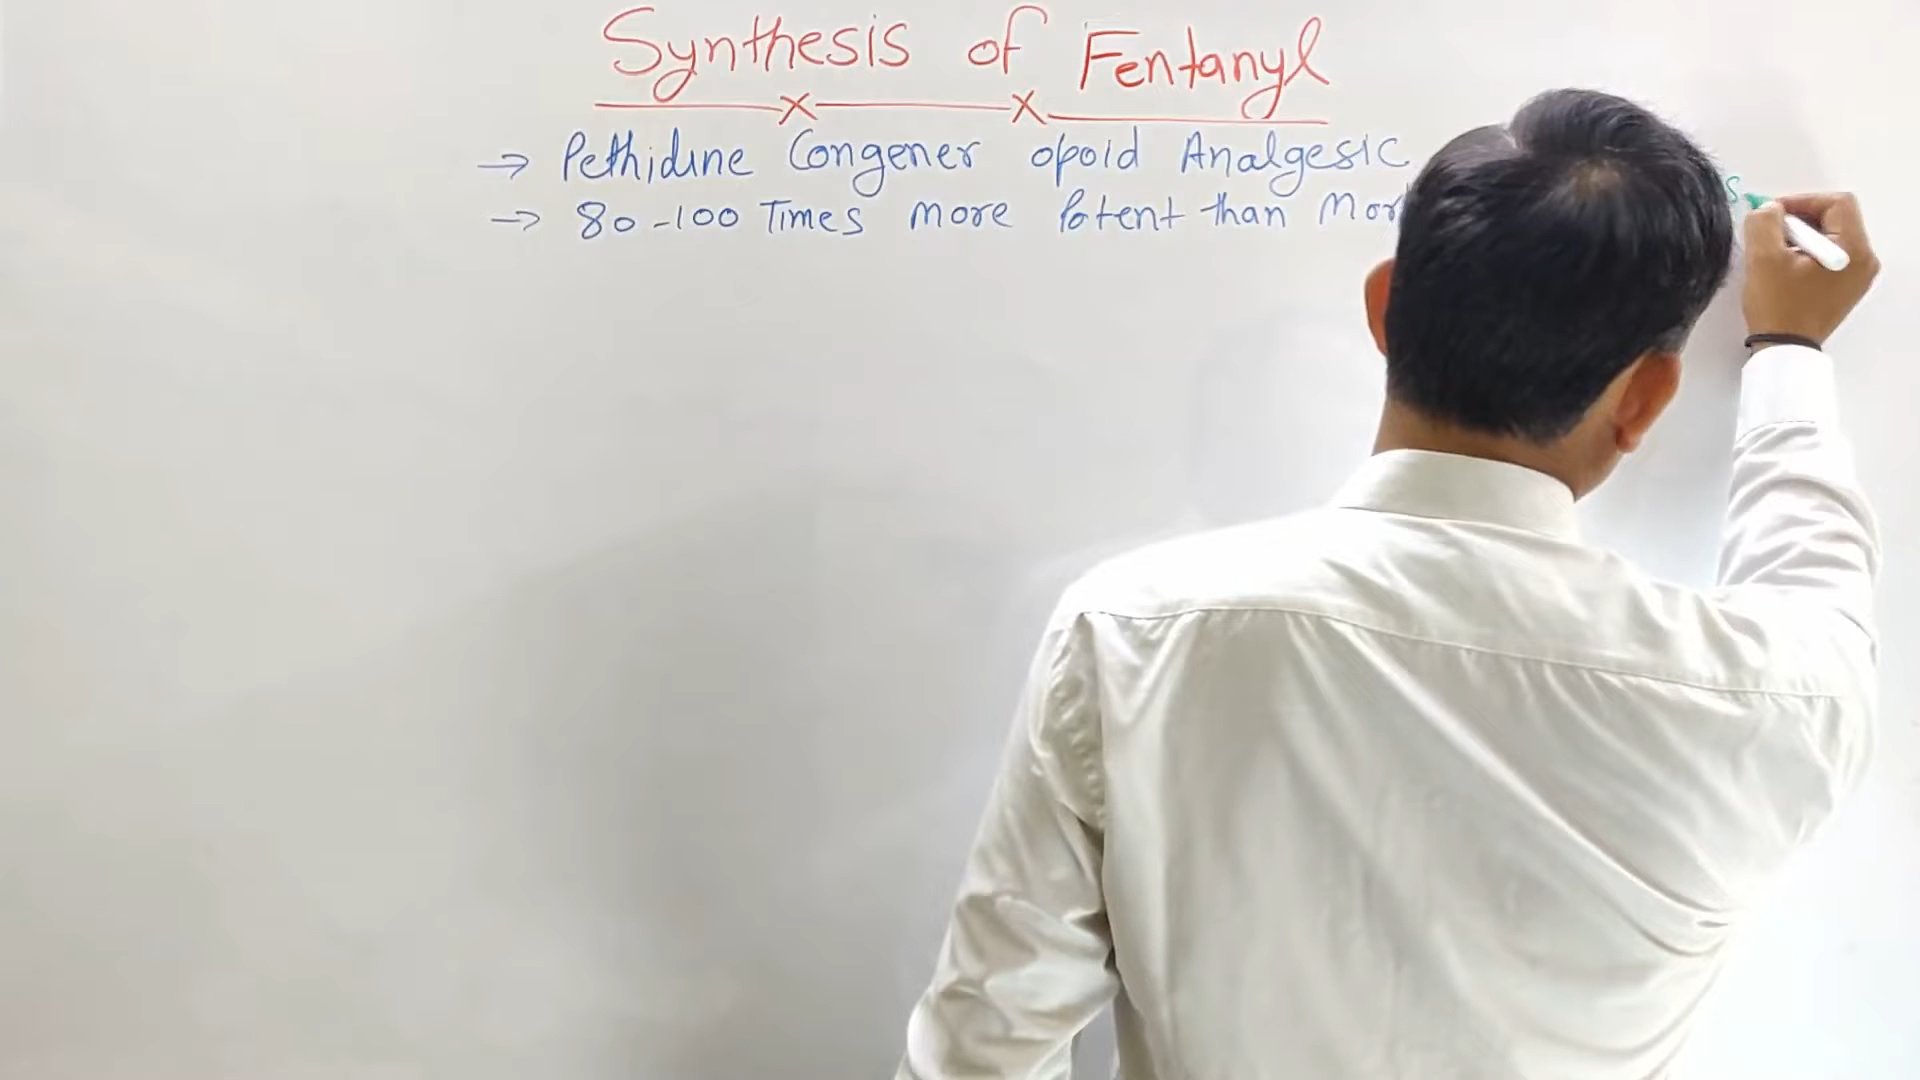 Synthesis of Fentanyl
→ Pethidine Congener opoid Analgesic
→ 80-100 Times more Potent than